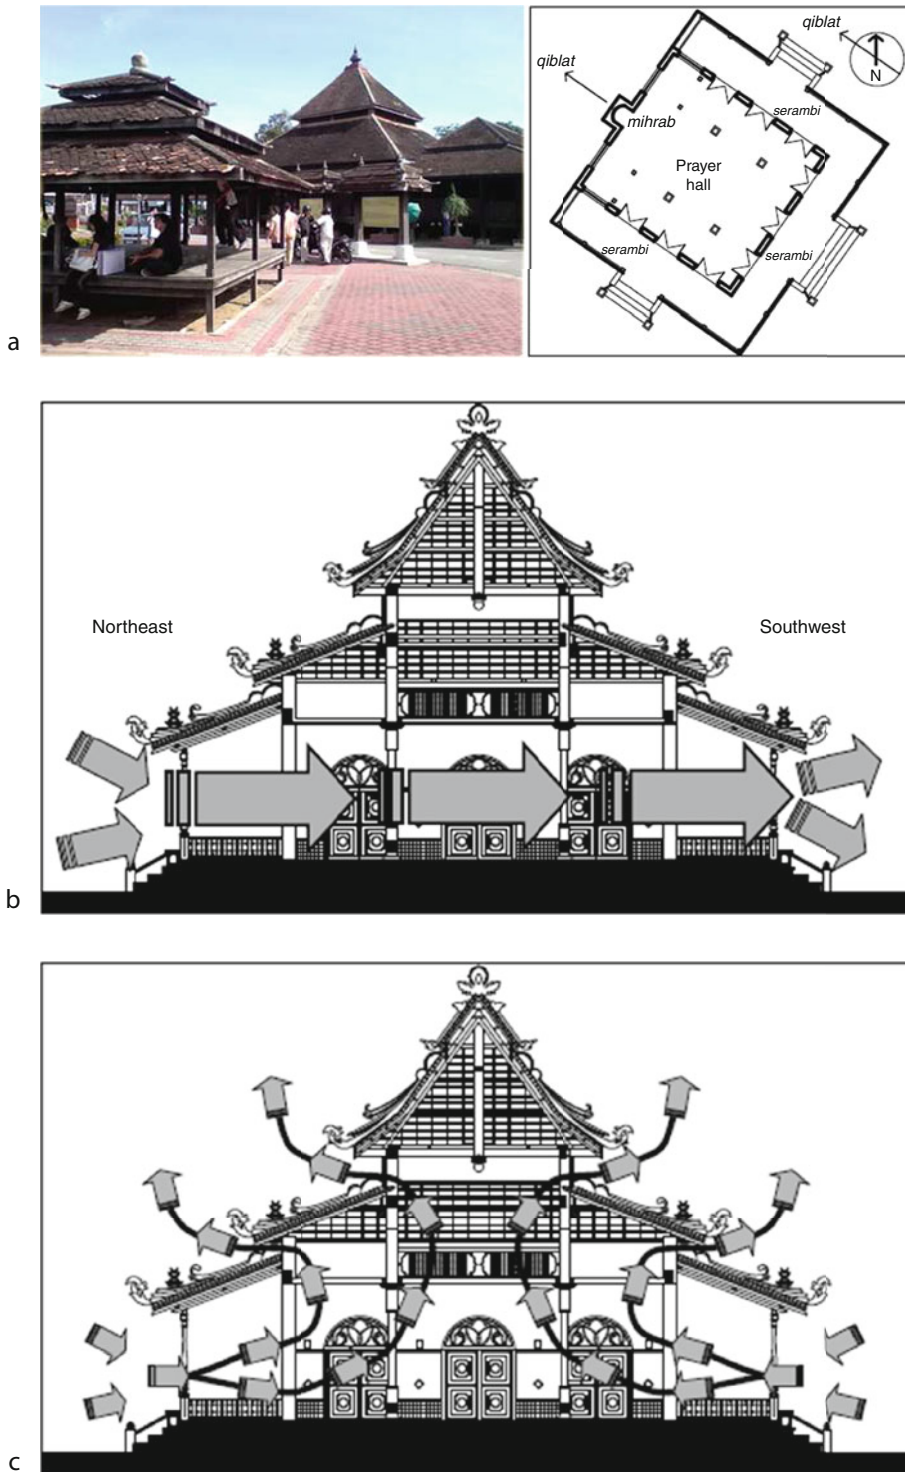 a
qiblat
qiblat
N
mihrab
serambi
Prayer
hall
serambi
serambi
Northeast
Southwest
b
c